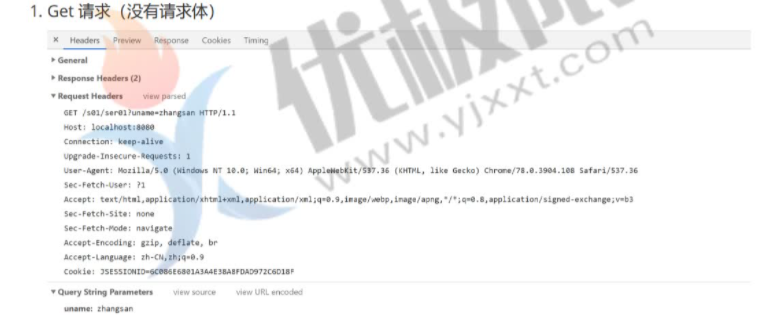 1. Get 请求（没有请求体）
× Headers Preview Response Cookies Timing
▸ General
▸ Response Headers (2)
▾ Request Headers view parsed
GET /s01/ser01?uname=zhangsan HTTP/1.1
Host: localhost:8080
Connection: keep-alive
Upgrade-Insecure-Requests: 1
User-Agent: Mozilla/5.0 (Windows NT 10.0; Win64; x64) AppleWebKit/537.36 (KHTML, like Gecko) Chrome/78.0.3904.108 Safari/537.36
Sec-Fetch-User: ?1
Accept: text/html,application/xhtml+xml,application/xml;q=0.9,image/webp,image/apng,*/*;q=0.8,application/signed-exchange;v=b3
Sec-Fetch-Site: none
Sec-Fetch-Mode: navigate
Accept-Encoding: gzip, deflate, br
Accept-Language: zh-CN,zh;q=0.9
Cookie: JSESSIONID=6C086E6801A3A4E38A8FDAD972C6D18F
▾ Query String Parameters view source view URL encoded
uname: zhangsan
优极
www.yjxxt.com